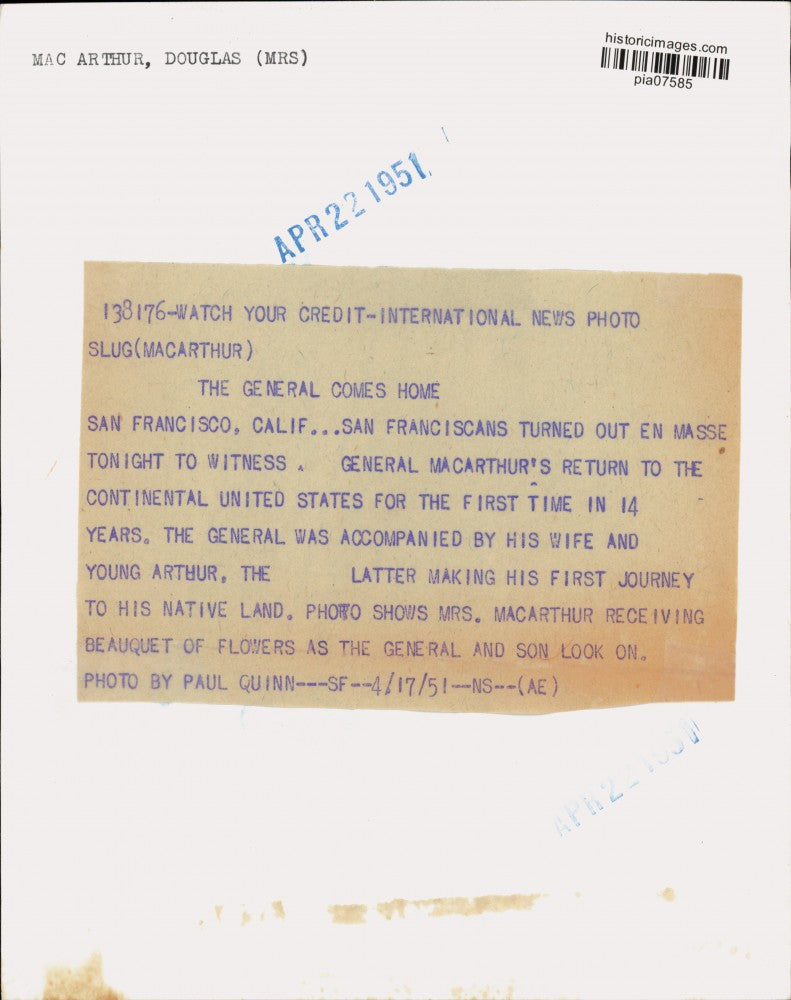 MAC ARTHUR, DOUGLAS (MRS)
historicimages.com
pia07585
APR 22 1951
138176-WATCH YOUR CREDIT-INTERNATIONAL NEWS PHOTO
SLUG(MACARTHUR)
THE GENERAL COMES HOME
SAN FRANCISCO, CALIF...SAN FRANCISCANS TURNED OUT EN MASSE
TONIGHT TO WITNESS . GENERAL MACARTHUR'S RETURN TO THE
CONTINENTAL UNITED STATES FOR THE FIRST TIME IN 14
YEARS. THE GENERAL WAS ACCOMPANIED BY HIS WIFE AND
YOUNG ARTHUR, THE LATTER MAKING HIS FIRST JOURNEY
TO HIS NATIVE LAND. PHOTO SHOWS MRS. MACARTHUR RECEIVING
BEAUQUET OF FLOWERS AS THE GENERAL AND SON LOOK ON.
PHOTO BY PAUL QUINN---SF--4/17/51--NS--(AE)
APR 22 1951